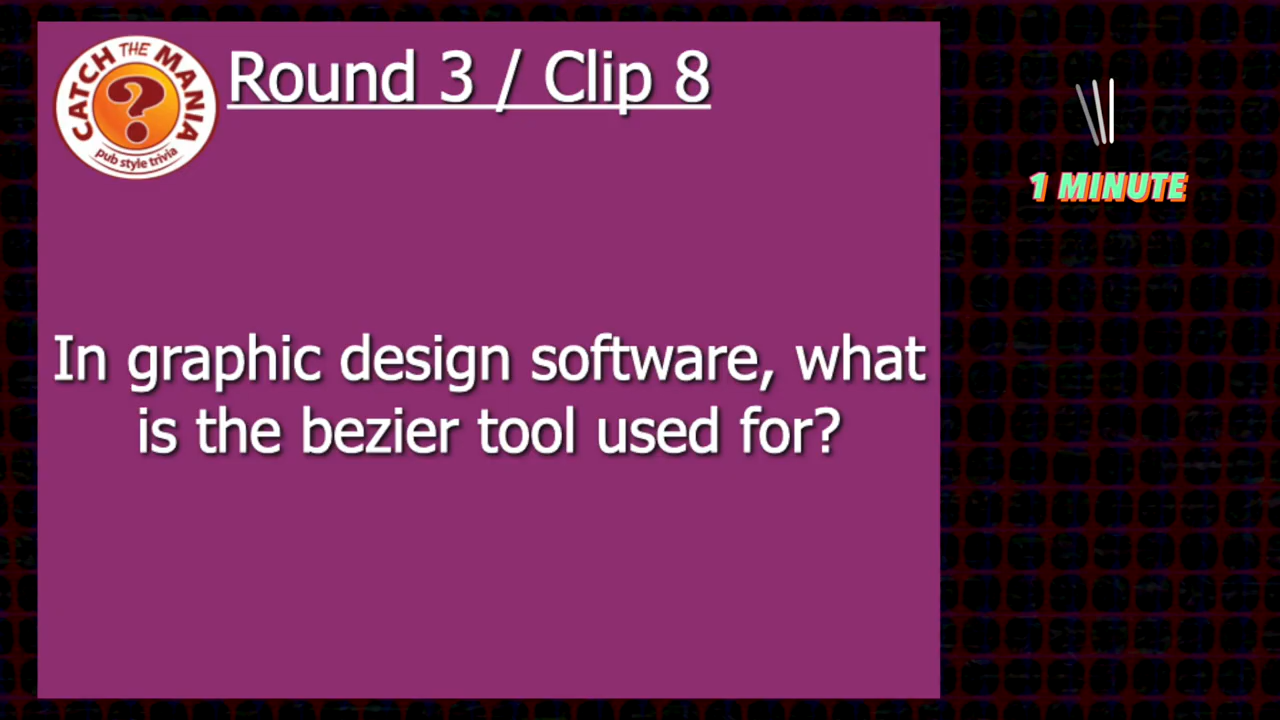 CATCH THE MANIA
?
pub style trivia
Round 3 / Clip 8
1 MINUTE
In graphic design software, what
is the bezier tool used for?